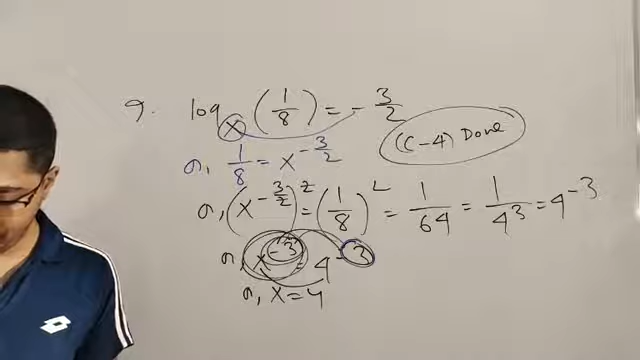 9. log_x (1/8) = -3/2
(C-4) Done
or, 1/8 = x^(-3/2)
or, (x^(-3/2))^2 = (1/8)^2 = 1/64 = 1/4^3 = 4^-3
or, x^-3 = 4^-3
or, x = 4